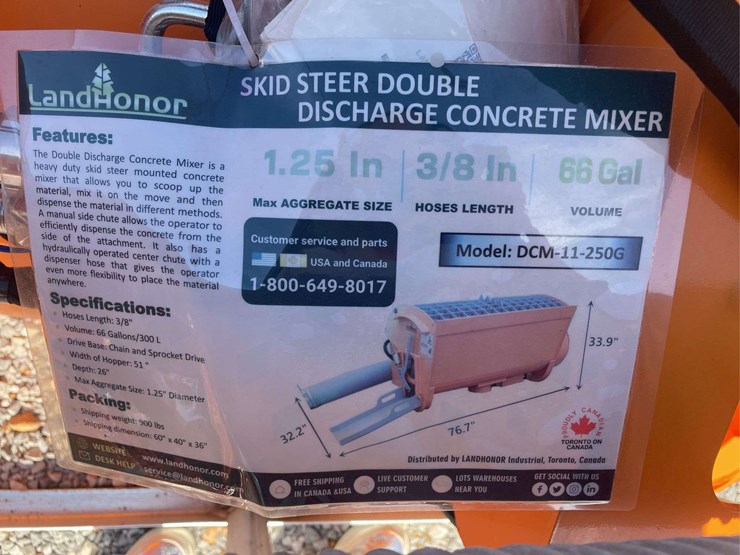 LandHonor
SKID STEER DOUBLE
DISCHARGE CONCRETE MIXER
Features:
The Double Discharge Concrete Mixer is a
heavy duty skid steer mounted concrete
mixer that allows you to scoop up the
material, mix it on the move and then
dispense the material in different methods.
A manual side chute allows the operator to
efficiently dispense the concrete from the
side of the attachment. It also has a
hydraulically operated center chute with a
dispenser hose that gives the operator
even more flexibility to place the material
anywhere.
Specifications:
Hoses Length: 3/8"
Volume: 66 Gallons/300 L
Drive Base: Chain and Sprocket Drive
Width of Hopper: 51"
Depth: 26"
Max Aggregate Size: 1.25" Diameter
Packing:
Shipping weight: 900 lbs
Shipping dimension: 60" x 40" x 36"
WEBSITE www.landhonor.com
DESK HELP service@landhonor.
1.25 In
Max AGGREGATE SIZE
3/8 In
HOSES LENGTH
66 Gal
VOLUME
Customer service and parts
USA and Canada
1-800-649-8017
Model: DCM-11-250G
33.9"
76.7"
32.2"
PROUDLY CANADIAN
TORONTO ON
CANADA
Distributed by LANDHONOR Industrial, Toronto, Canada
FREE SHIPPING
IN CANADA &USA
LIVE CUSTOMER
SUPPORT
LOTS WAREHOUSES
NEAR YOU
GET SOCIAL WITH US